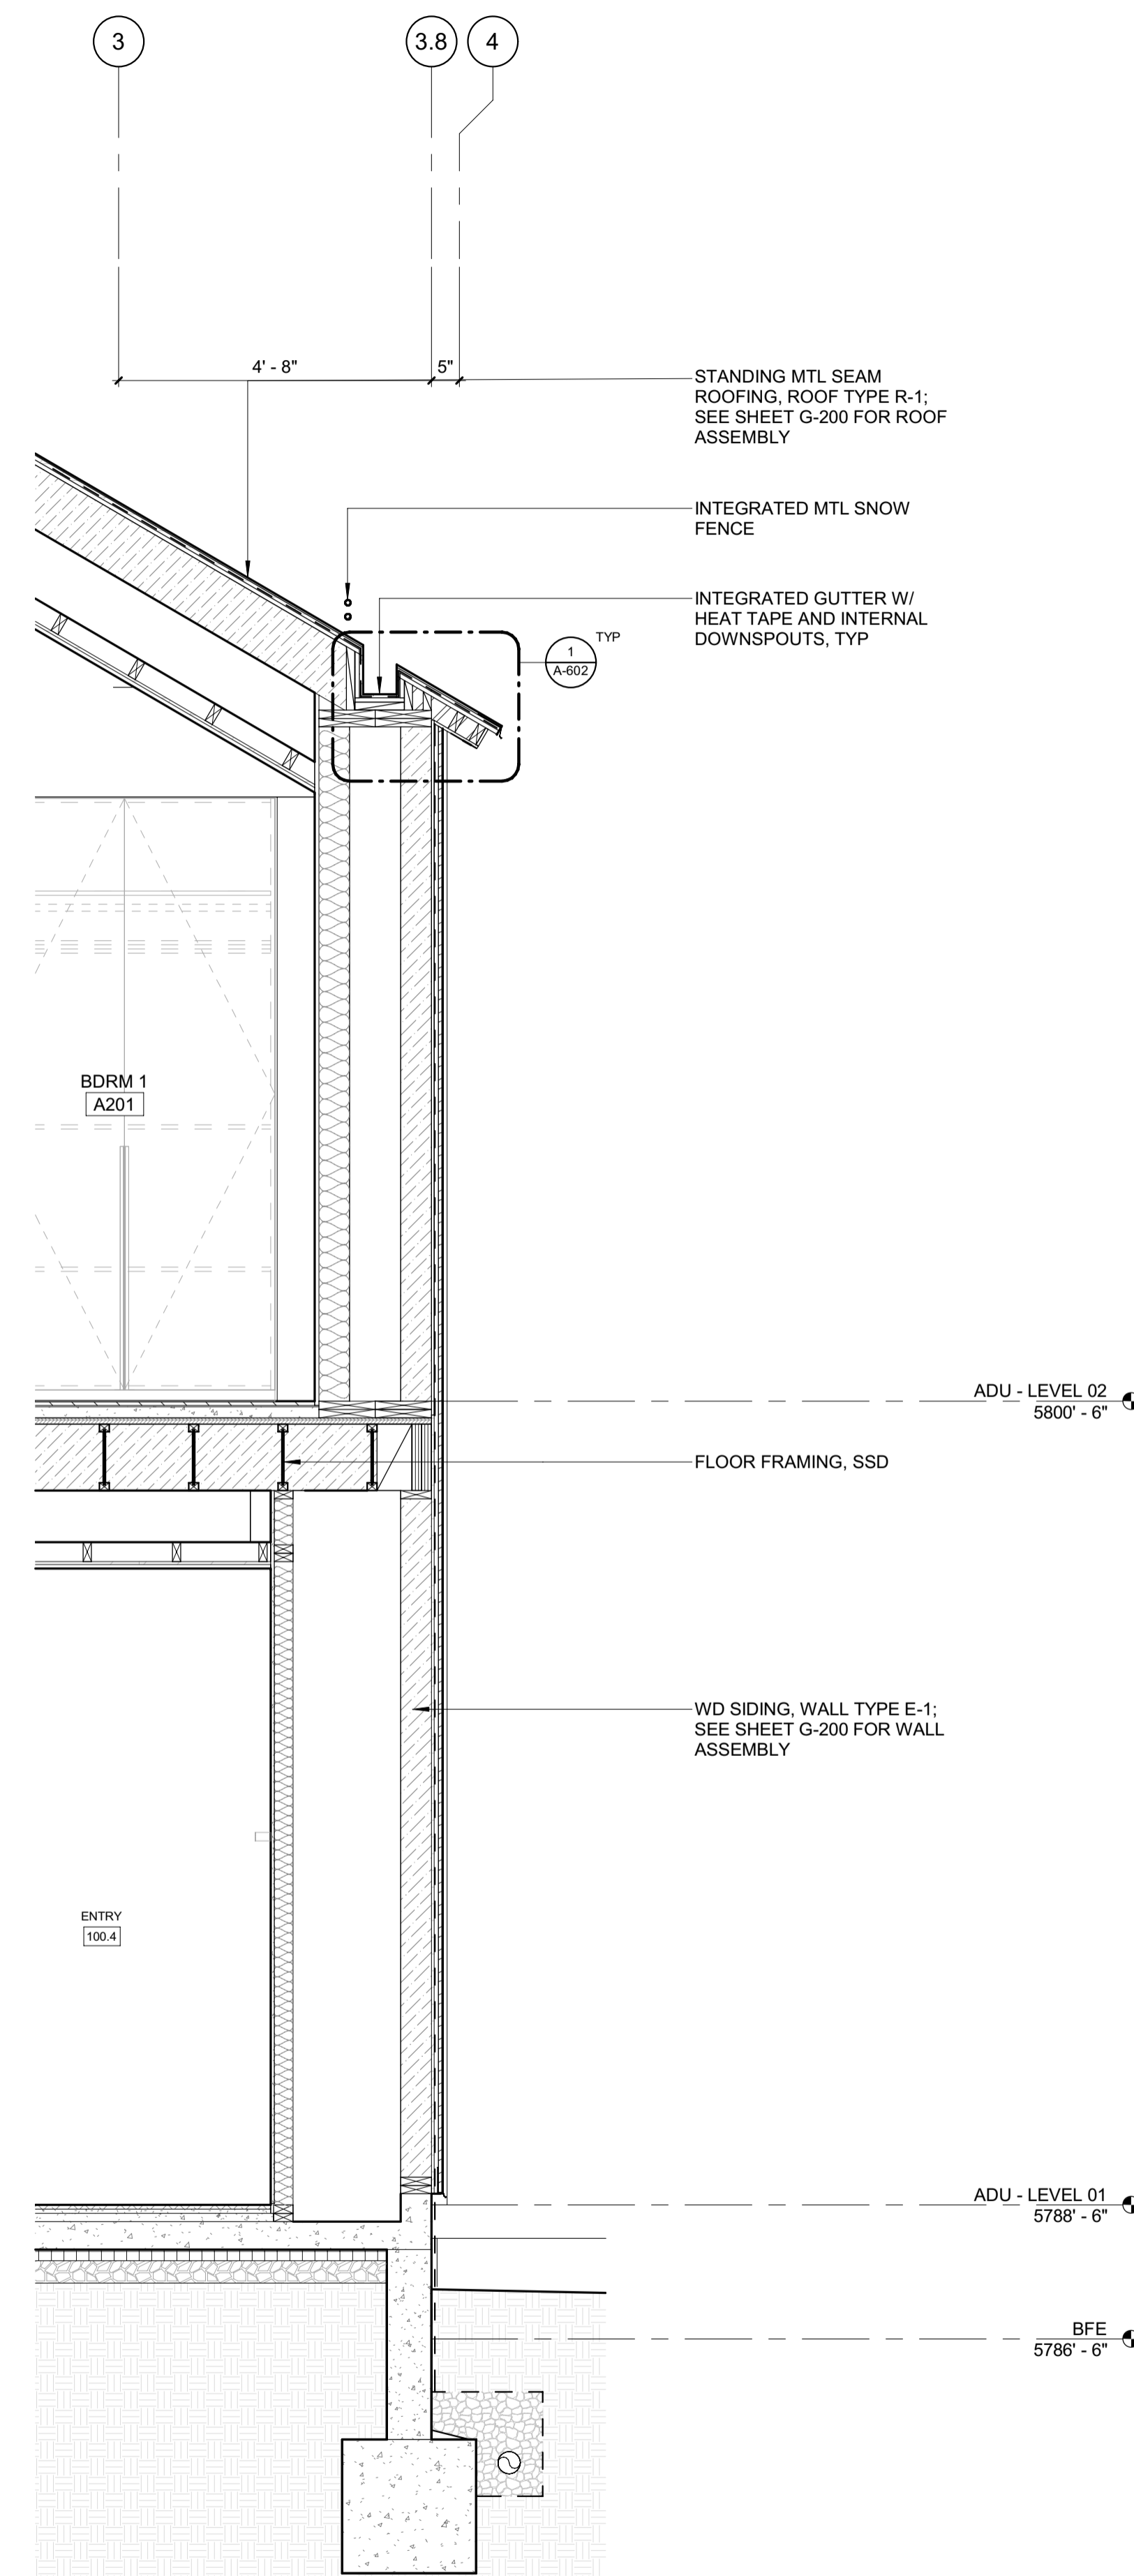 3
3.8
4
4' - 8"
5"
STANDING MTL SEAM
ROOFING, ROOF TYPE R-1;
SEE SHEET G-200 FOR ROOF
ASSEMBLY
INTEGRATED MTL SNOW
FENCE
INTEGRATED GUTTER W/
HEAT TAPE AND INTERNAL
DOWNSPOUTS, TYP
TYP
1
A-602
BDRM 1
A201
ADU - LEVEL 02
5800' - 6"
FLOOR FRAMING, SSD
WD SIDING, WALL TYPE E-1;
SEE SHEET G-200 FOR WALL
ASSEMBLY
ENTRY
100.4
ADU - LEVEL 01
5788' - 6"
BFE
5786' - 6"